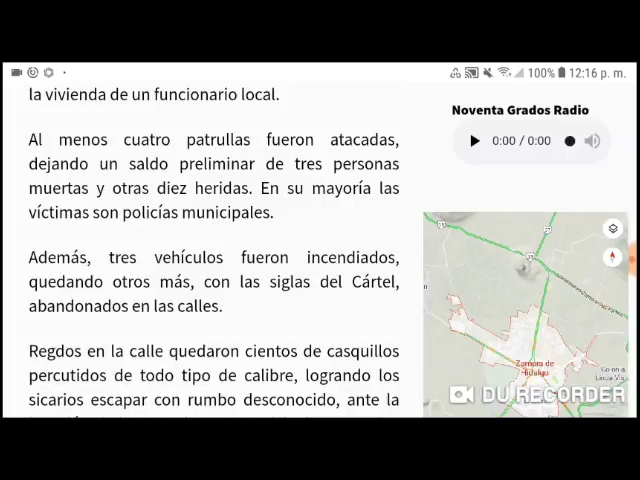 100% 12:16 p. m.
la vivienda de un funcionario local.
Al menos cuatro patrullas fueron atacadas,
dejando un saldo preliminar de tres personas
muertas y otras diez heridas. En su mayoría las
víctimas son policías municipales.
Además, tres vehículos fueron incendiados,
quedando otros más, con las siglas del Cártel,
abandonados en las calles.
Regdos en la calle quedaron cientos de casquillos
percutidos de todo tipo de calibre, logrando los
sicarios escapar con rumbo desconocido, ante la
Noventa Grados Radio
0:00 / 0:00
Zamora de
Hidalgo
DU RECORDER